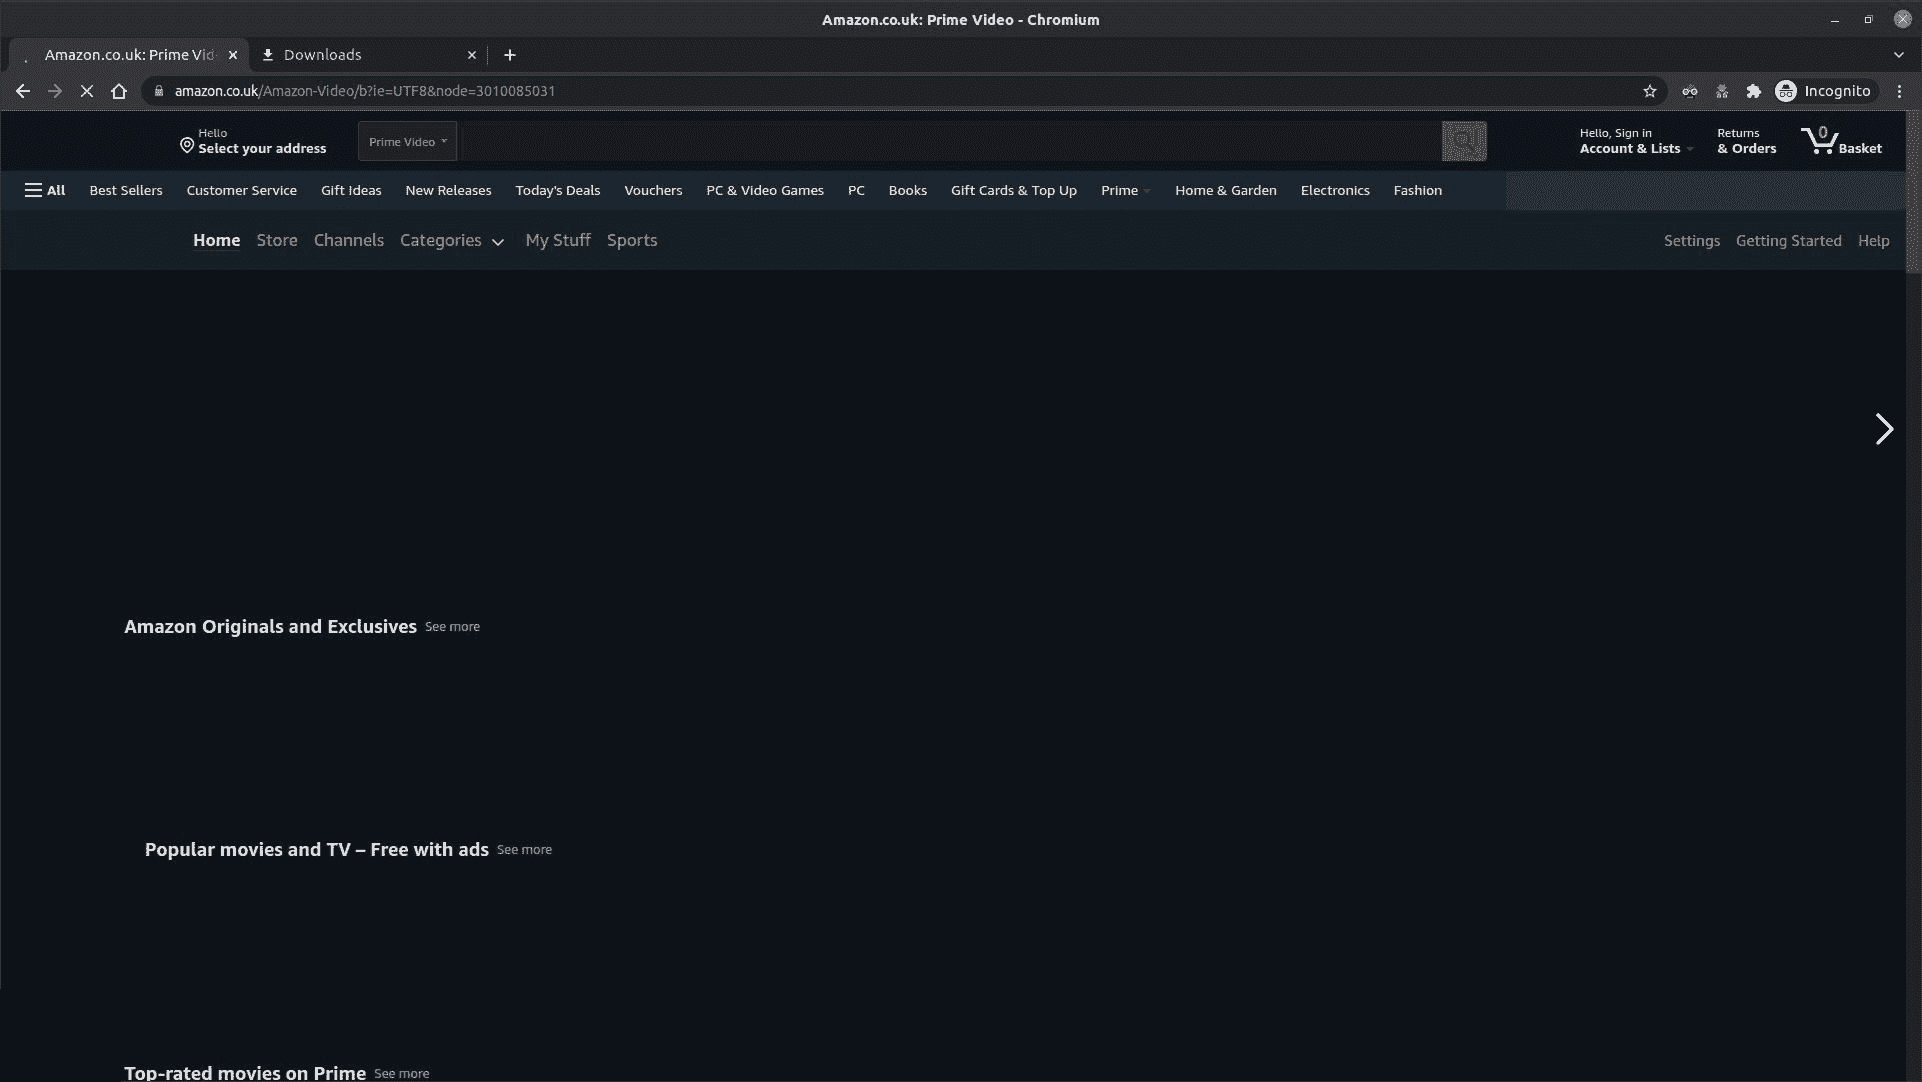 Amazon.co.uk: Prime Video - Chromium
Amazon.co.uk: Prime Vid
Downloads
amazon.co.uk/Amazon-Video/b?ie=UTF8&node=3010085031
Incognito
Hello
Select your address
Prime Video
Hello, Sign in
Account & Lists
Returns
& Orders
0
Basket
All Best Sellers Customer Service Gift Ideas New Releases Today's Deals Vouchers PC & Video Games PC Books Gift Cards & Top Up Prime Home & Garden Electronics Fashion
Home Store Channels Categories My Stuff Sports Settings Getting Started Help
Amazon Originals and Exclusives See more
Popular movies and TV – Free with ads See more
Top-rated movies on Prime See more